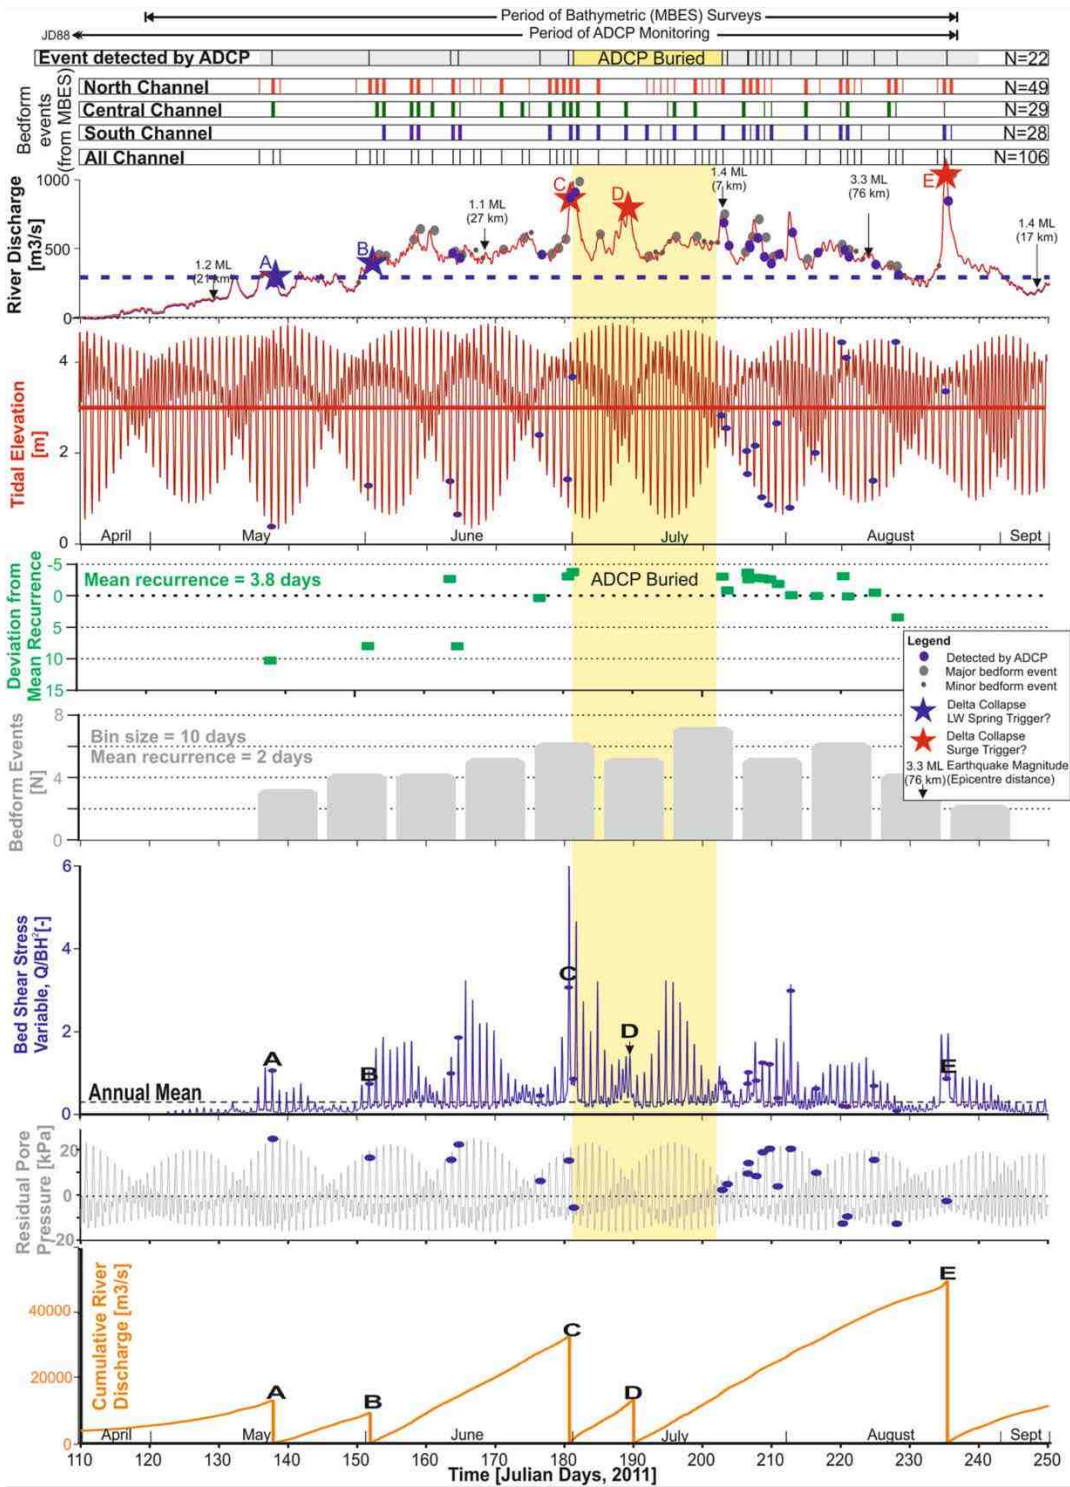 Period of Bathymetric (MBES) Surveys
JD88
Period of ADCP Monitoring
Event detected by ADCP
ADCP Buried
N=22
Bedform events (from MBES)
North Channel
N=49
Central Channel
N=29
South Channel
N=28
All Channel
N=106
River Discharge [m3/s]
1000
500
0
1.2 ML
(21 km)
A
B
1.1 ML
(27 km)
C
D
1.4 ML
(7 km)
3.3 ML
(76 km)
E
1.4 ML
(17 km)
Tidal Elevation [m]
4
2
0
April
May
June
July
August
Sept
Deviation from Mean Recurrence
-5
0
5
10
15
Mean recurrence = 3.8 days
ADCP Buried
Legend
Detected by ADCP
Major bedform event
Minor bedform event
Delta Collapse
LW Spring Trigger?
Delta Collapse
Surge Trigger?
3.3 ML Earthquake Magnitude
(76 km) (Epicentre distance)
Bedform Events [N]
8
4
0
Bin size = 10 days
Mean recurrence = 2 days
Bed Shear Stress Variable, Q/BH²[-]
6
4
2
0
Annual Mean
A
B
C
D
E
Residual Pore Pressure [kPa]
20
0
-20
Cumulative River Discharge [m3/s]
40000
20000
0
A
B
C
D
E
April
May
June
July
August
Sept
110 120 130 140 150 160 170 180 190 200 210 220 230 240 250
Time [Julian Days, 2011]